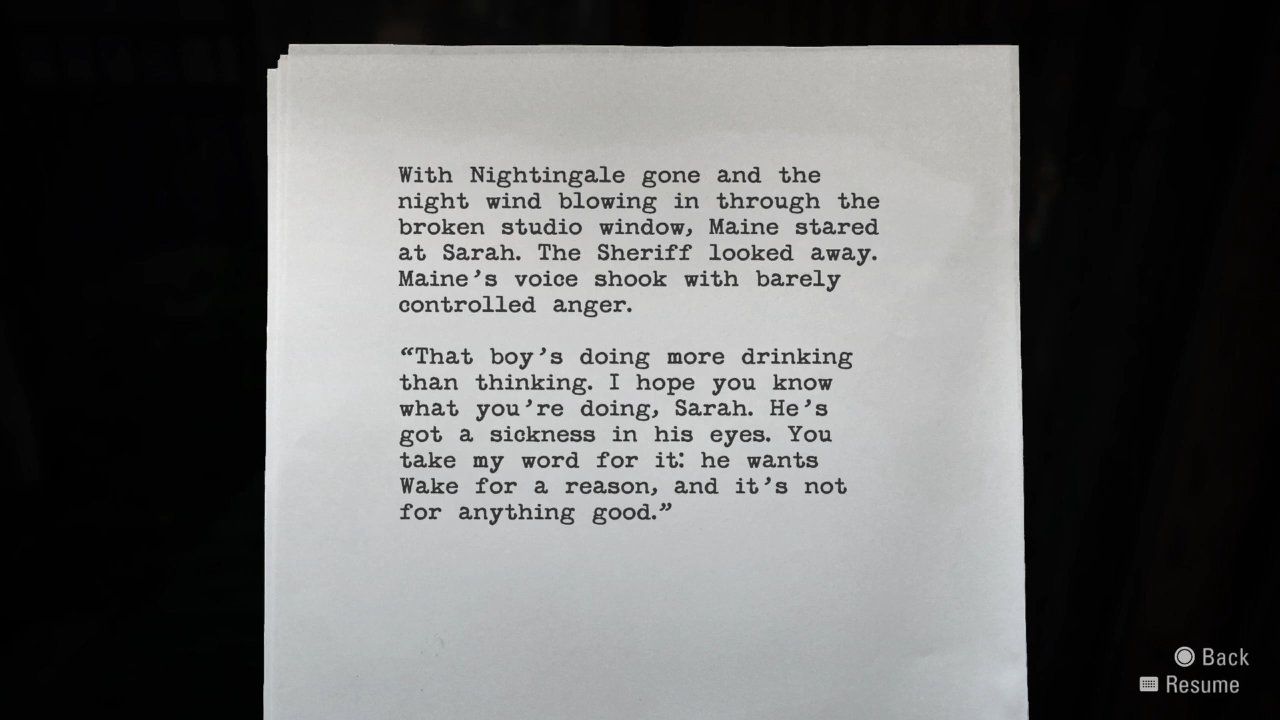 With Nightingale gone and the
night wind blowing in through the
broken studio window, Maine stared
at Sarah. The Sheriff looked away.
Maine’s voice shook with barely
controlled anger.
“That boy’s doing more drinking
than thinking. I hope you know
what you’re doing, Sarah. He’s
got a sickness in his eyes. You
take my word for it: he wants
Wake for a reason, and it’s not
for anything good.”
Back
Resume